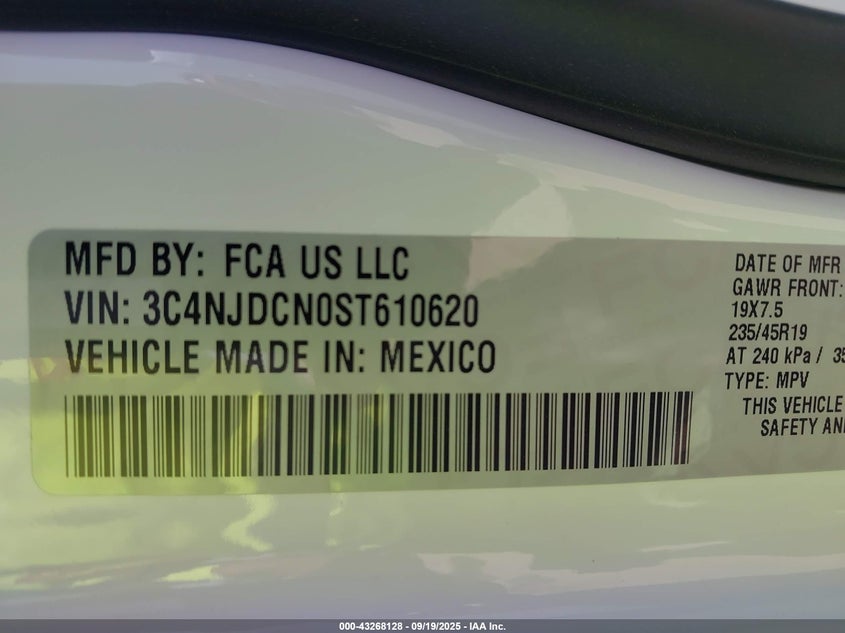 MFD BY: FCA US LLC
VIN: 3C4NJDCN0ST610620
VEHICLE MADE IN: MEXICO
DATE OF MFR
GAWR FRONT:
19X7.5
235/45R19
AT 240 kPa / 35
TYPE: MPV
THIS VEHICLE
SAFETY AN
000-43268128 - 09/19/2025 - IAA Inc.